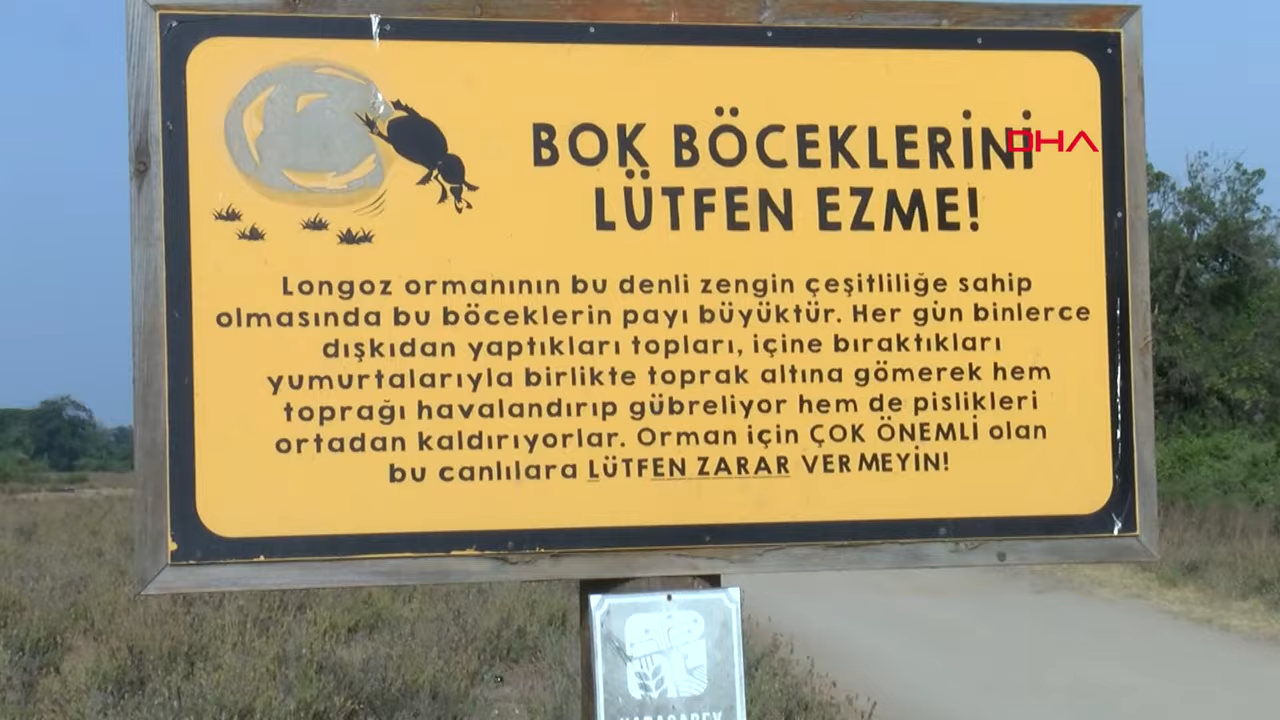 BOK BÖCEKLERİNİ
DHA
LÜTFEN EZME!
Longoz ormanının bu denli zengin çeşitliliğe sahip
olmasında bu böceklerin payı büyüktür. Her gün binlerce
dışkıdan yaptıkları topları, içine bıraktıkları
yumurtalarıyla birlikte toprak altına gömerek hem
toprağı havalandırıp gübreliyor hem de pislikleri
ortadan kaldırıyorlar. Orman için ÇOK ÖNEMLİ olan
bu canlılara LÜTFEN ZARAR VERMEYİN!
KARACABEY